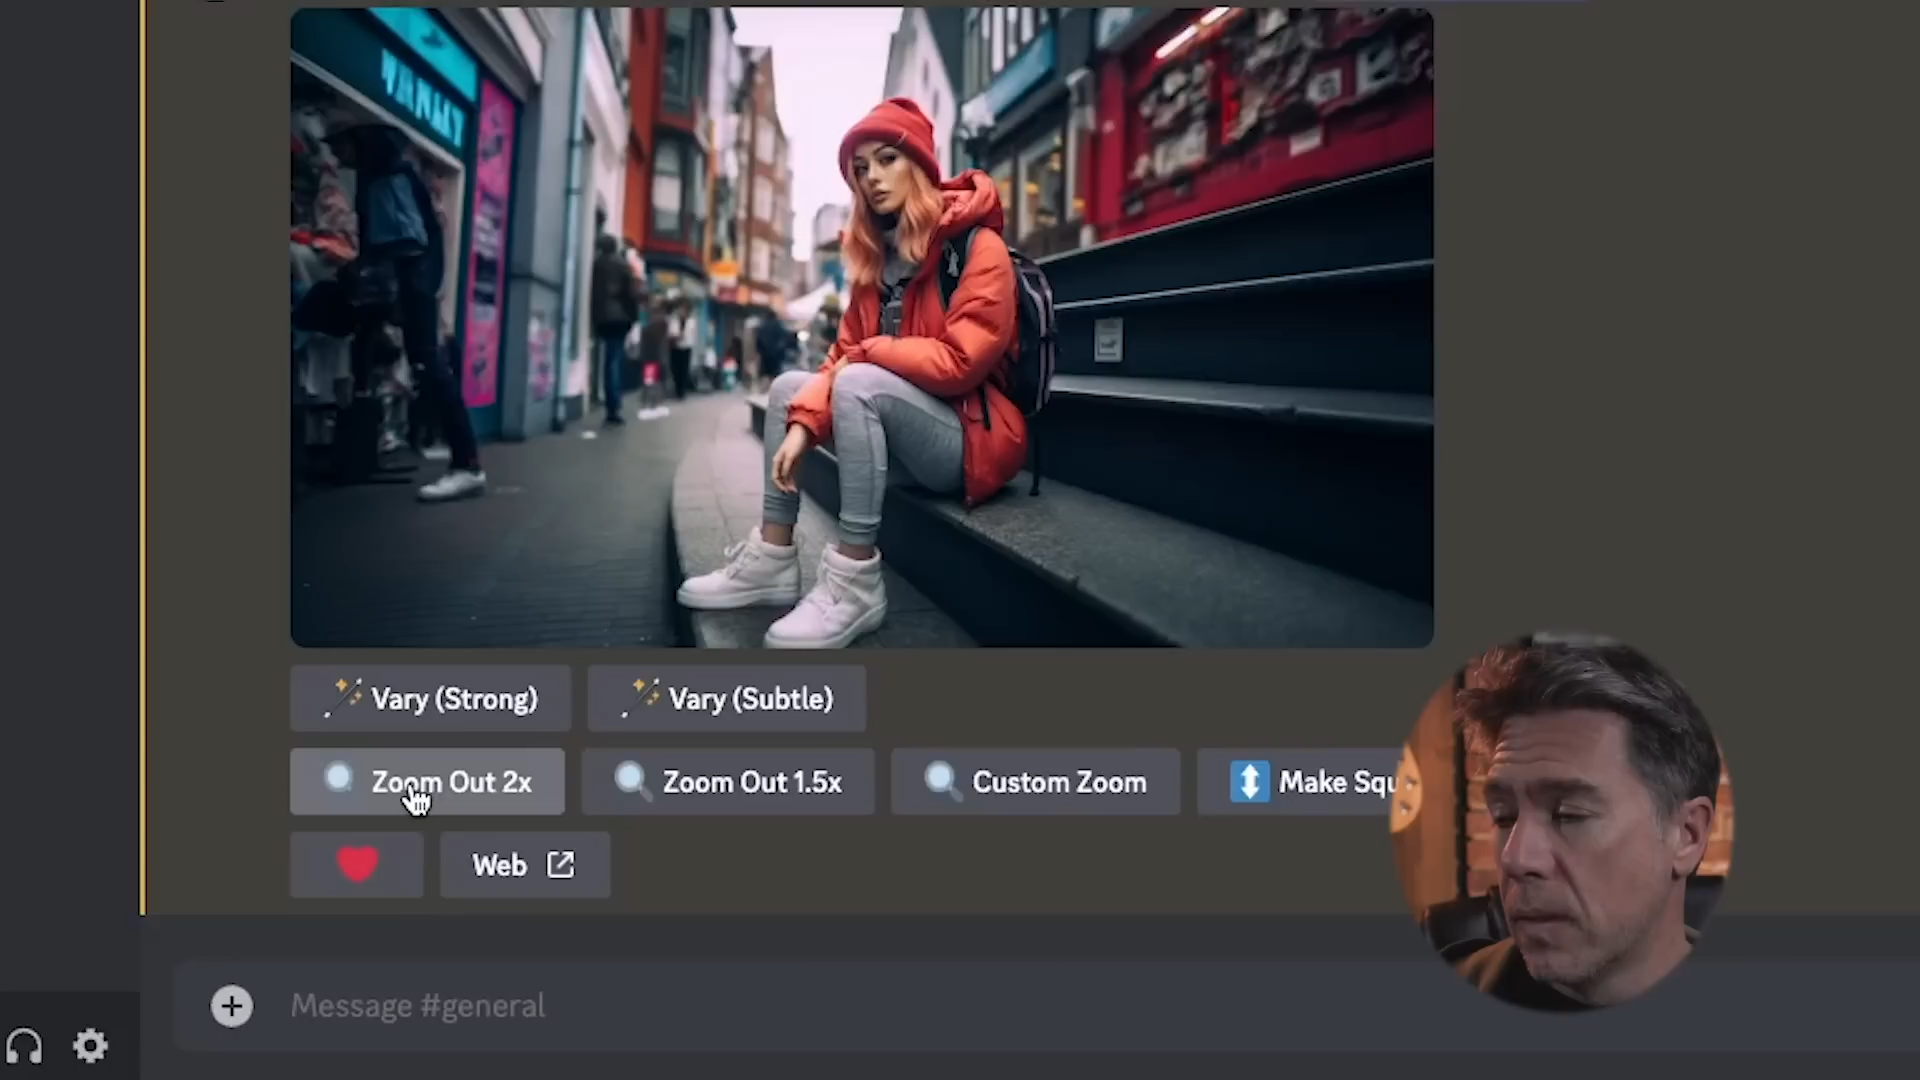 Vary (Strong)
Vary (Subtle)
Zoom Out 2x
Zoom Out 1.5x
Custom Zoom
Make Squ
Web
Message #general